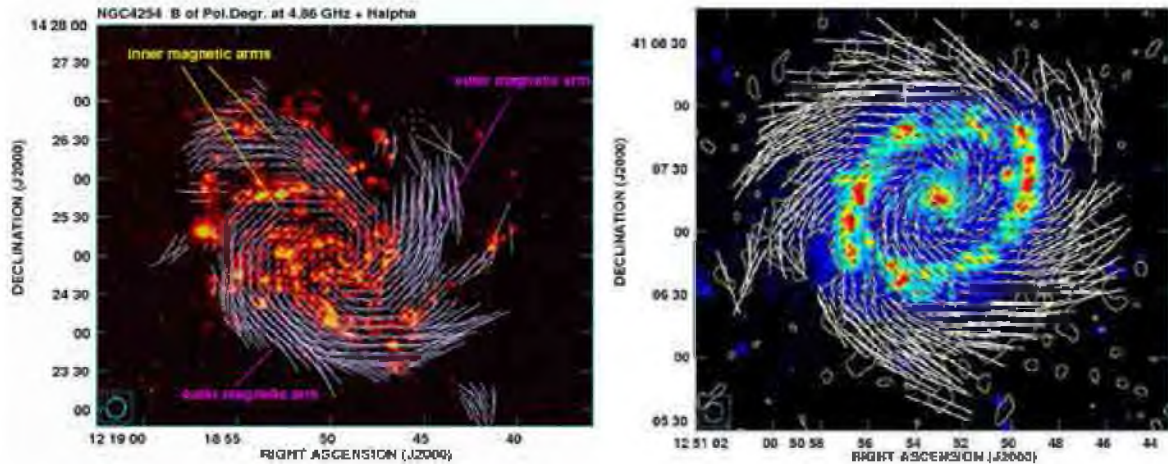 NGC4254 B of Pol.Degr. at 4.86 GHz + Halpha
inner magnetic arms
outer magnetic arm
outer magnetic arm
DECLINATION (J2000)
14 28 00
27 30
00
26 30
00
25 30
00
24 30
00
23 30
00
12 19 00
18 55
50
45
40
RIGHT ASCENSION (J2000)
DECLINATION (J2000)
41 08 30
00
07 30
00
06 30
00
05 30
12 51 02
00
50 58
56
54
52
50
48
46
44
RIGHT ASCENSION (J2000)